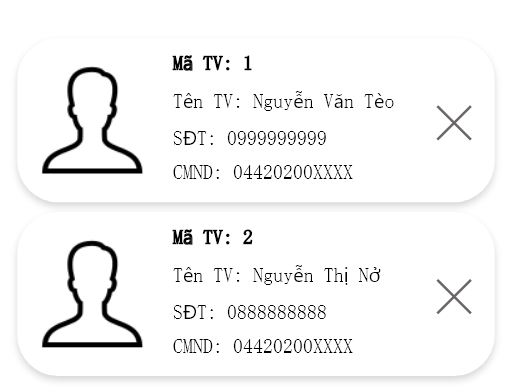 Mã TV: 1
Tên TV: Nguyễn Văn Tèo
SĐT: 0999999999
CMND: 04420200XXXX
Mã TV: 2
Tên TV: Nguyễn Thị Nở
SĐT: 0888888888
CMND: 04420200XXXX